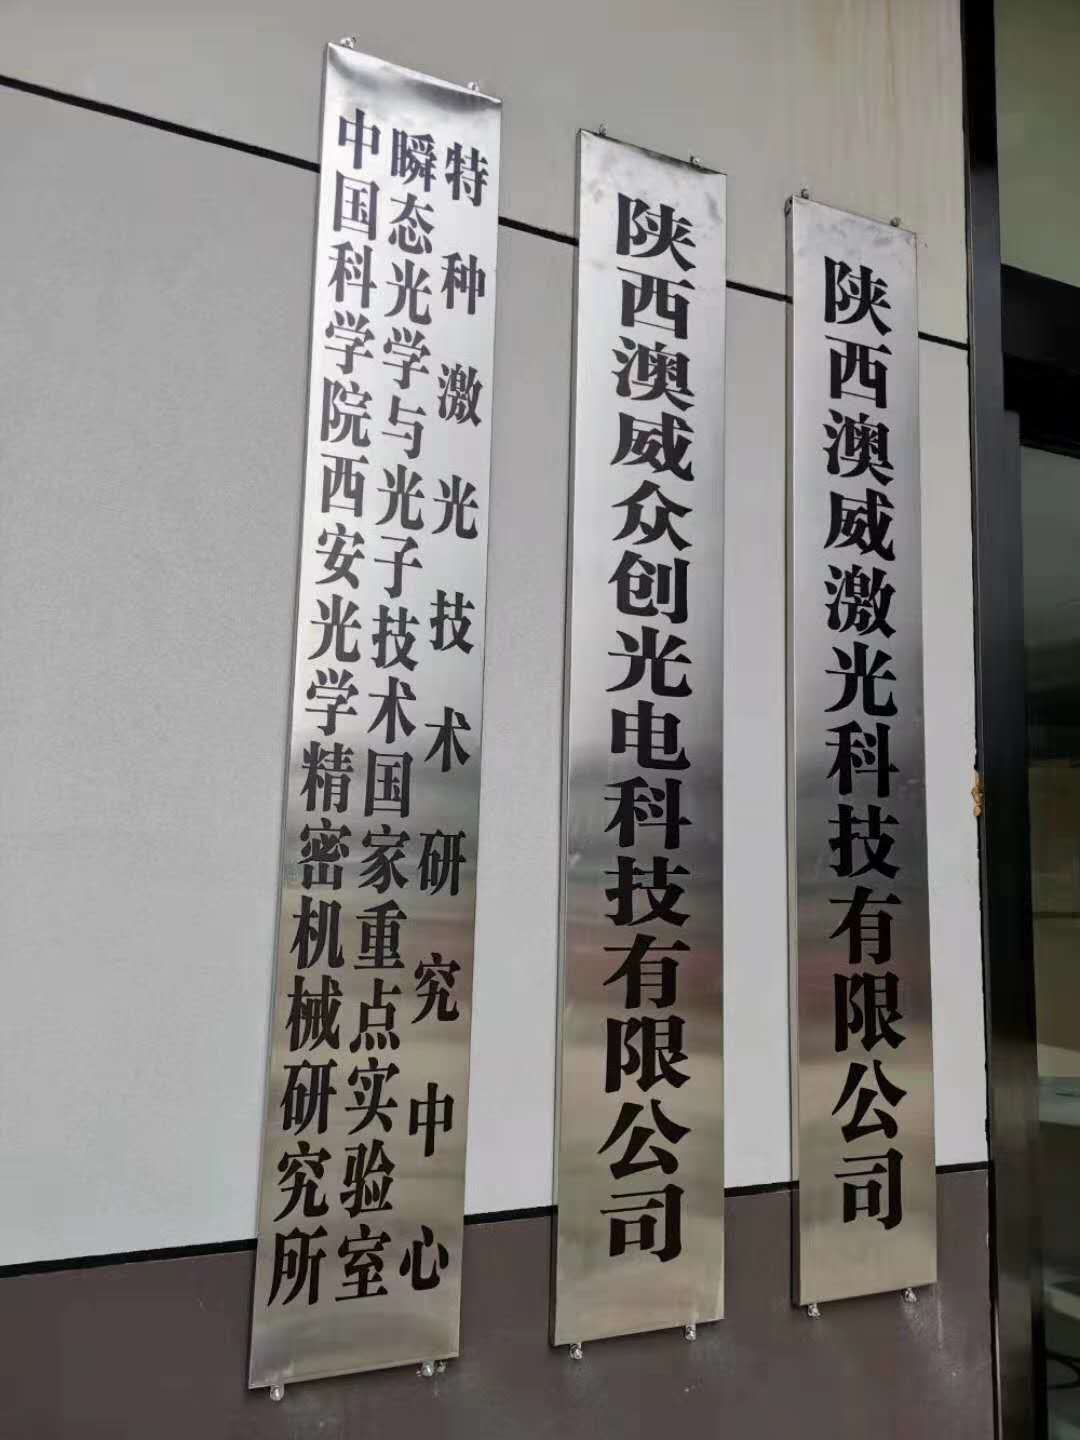 中国科学院西安光学精密机械研究所
瞬态光学与光子技术国家重点实验室
特种激光技术研究中心
陕西澳威众创光电科技有限公司
陕西澳威激光科技有限公司